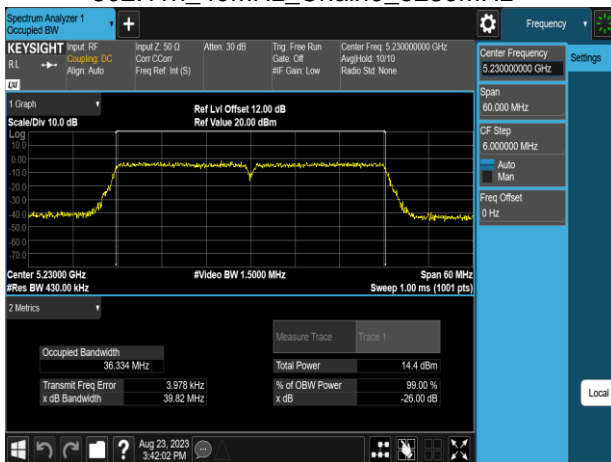 Spectrum Analyzer 1
Occupied BW
+
Frequency
KEYSIGHT
RL
LXI
Input: RF
Coupling: DC
Align: Auto
Input Z: 50 Ω
Corr CCorr
Freq Ref: Int (S)
Atten: 30 dB
Trig: Free Run
Gate: Off
#IF Gain: Low
Center Freq: 5.230000000 GHz
Avg|Hold: 10/10
Radio Std: None
Center Frequency
5.230000000 GHz
Settings
Span
60.000 MHz
CF Step
6.000000 MHz
Auto
Man
Freq Offset
0 Hz
1 Graph
Scale/Div 10.0 dB
Ref Lvl Offset 12.00 dB
Ref Value 20.00 dBm
Log
10.0
0.00
-10.0
-20.0
-30.0
-40.0
-50.0
-60.0
-70.0
Center 5.23000 GHz
#Res BW 430.00 kHz
#Video BW 1.5000 MHz
Span 60 MHz
Sweep 1.00 ms (1001 pts)
2 Metrics
Measure Trace
Trace 1
Occupied Bandwidth
36.334 MHz
Total Power
14.4 dBm
Transmit Freq Error
3.978 kHz
% of OBW Power
99.00 %
x dB Bandwidth
39.82 MHz
x dB
-26.00 dB
Local
?
Aug 23, 2023
3:42:02 PM